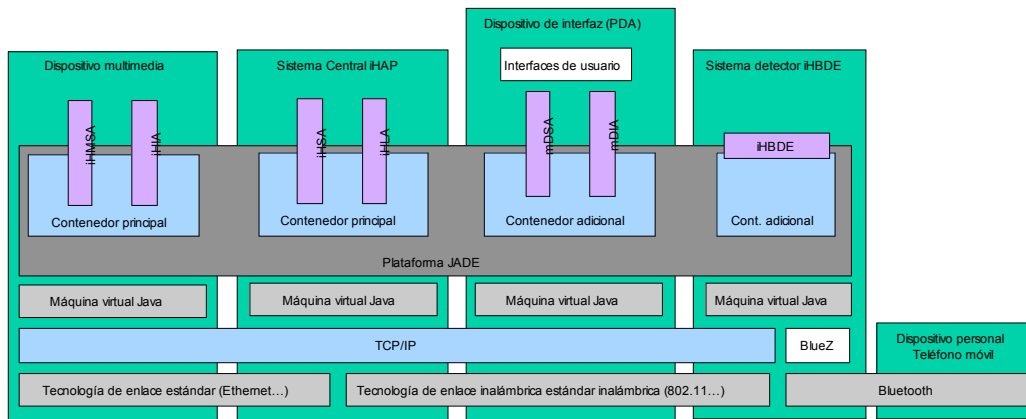 Dispositivo de interfaz (PDA)
Dispositivo multimedia
Sistema Central iHAP
Interfaces de usuario
Sistema detector iHBDE
iHMSA
iHIA
iHSA
iHLA
mDSA
mDIA
iHBDE
Contenedor principal
Contenedor principal
Contenedor adicional
Cont. adicional
Plataforma JADE
Máquina virtual Java
Máquina virtual Java
Máquina virtual Java
Máquina virtual Java
TCP/IP
BlueZ
Dispositivo personal
Teléfono móvil
Tecnología de enlace estándar (Ethernet…)
Tecnología de enlace inalámbrica estándar inalámbrica (802.11…)
Bluetooth